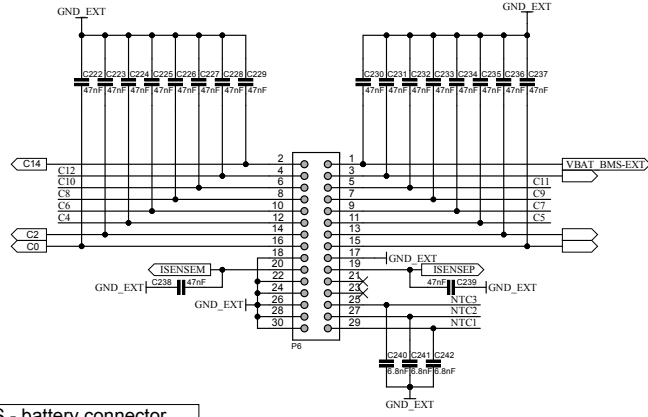 GND_EXT
GND_EXT
C222 C223 C224 C225 C226 C227 C228 C229
47nF 47nF 47nF 47nF 47nF 47nF 47nF 47nF
C230 C231 C232 C233 C234 C235 C236 C237
47nF 47nF 47nF 47nF 47nF 47nF 47nF 47nF
C14 2 1 VBAT_BMS-EXT
C12 4 3
C10 6 5 C11
C8 8 7 C9
C6 10 9 C7
C4 12 11 C5
C2 14 13
C0 16 15
18 17 GND_EXT
ISENSEM 20 19 ISENSEP
C238 47nF 22 21 47nF C239
GND_EXT 24 23 GND_EXT
GND_EXT 26 25 NTC3
28 27 NTC2
30 29 NTC1
P6
C240 C241 C242
6.8nF 6.8nF 6.8nF
GND_EXT
S - battery connector